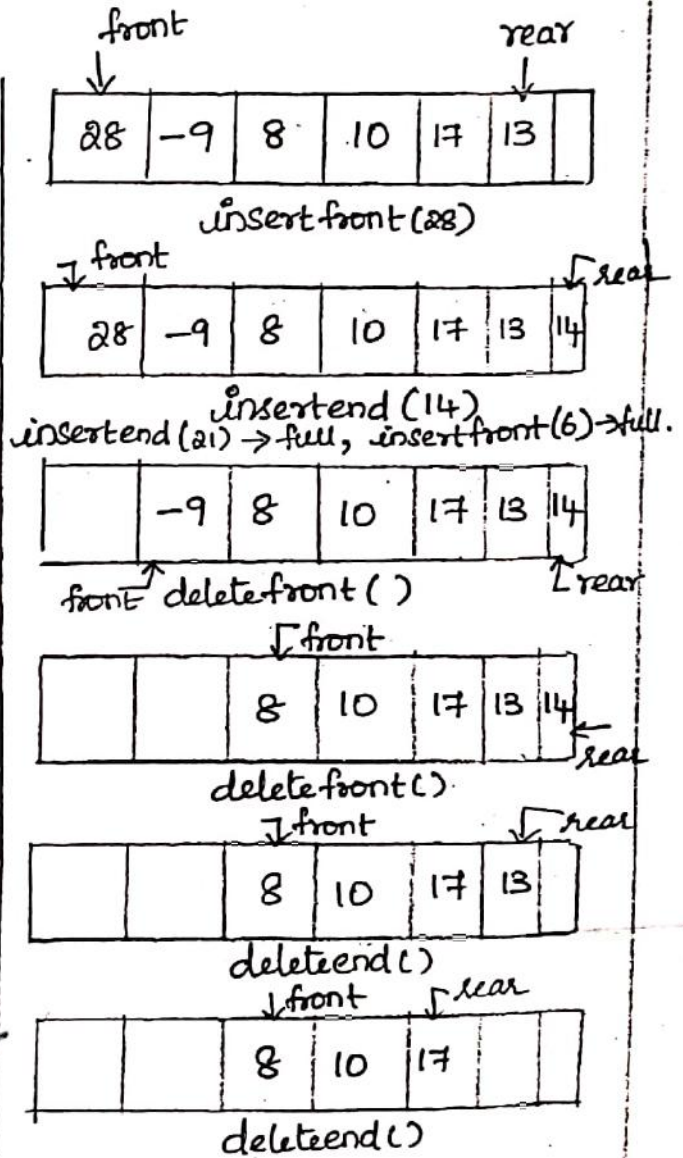 front rear
28 -9 8 10 17 13
insertfront(28)
front rear
28 -9 8 10 17 13 14
insertend (14)
insertend(21) → full, insertfront(6) → full.
-9 8 10 17 13 14
front deletefront() rear
front
8 10 17 13 14
rear
deletefront().
front rear
8 10 17 13
deleteend()
front rear
8 10 17
deleteend()